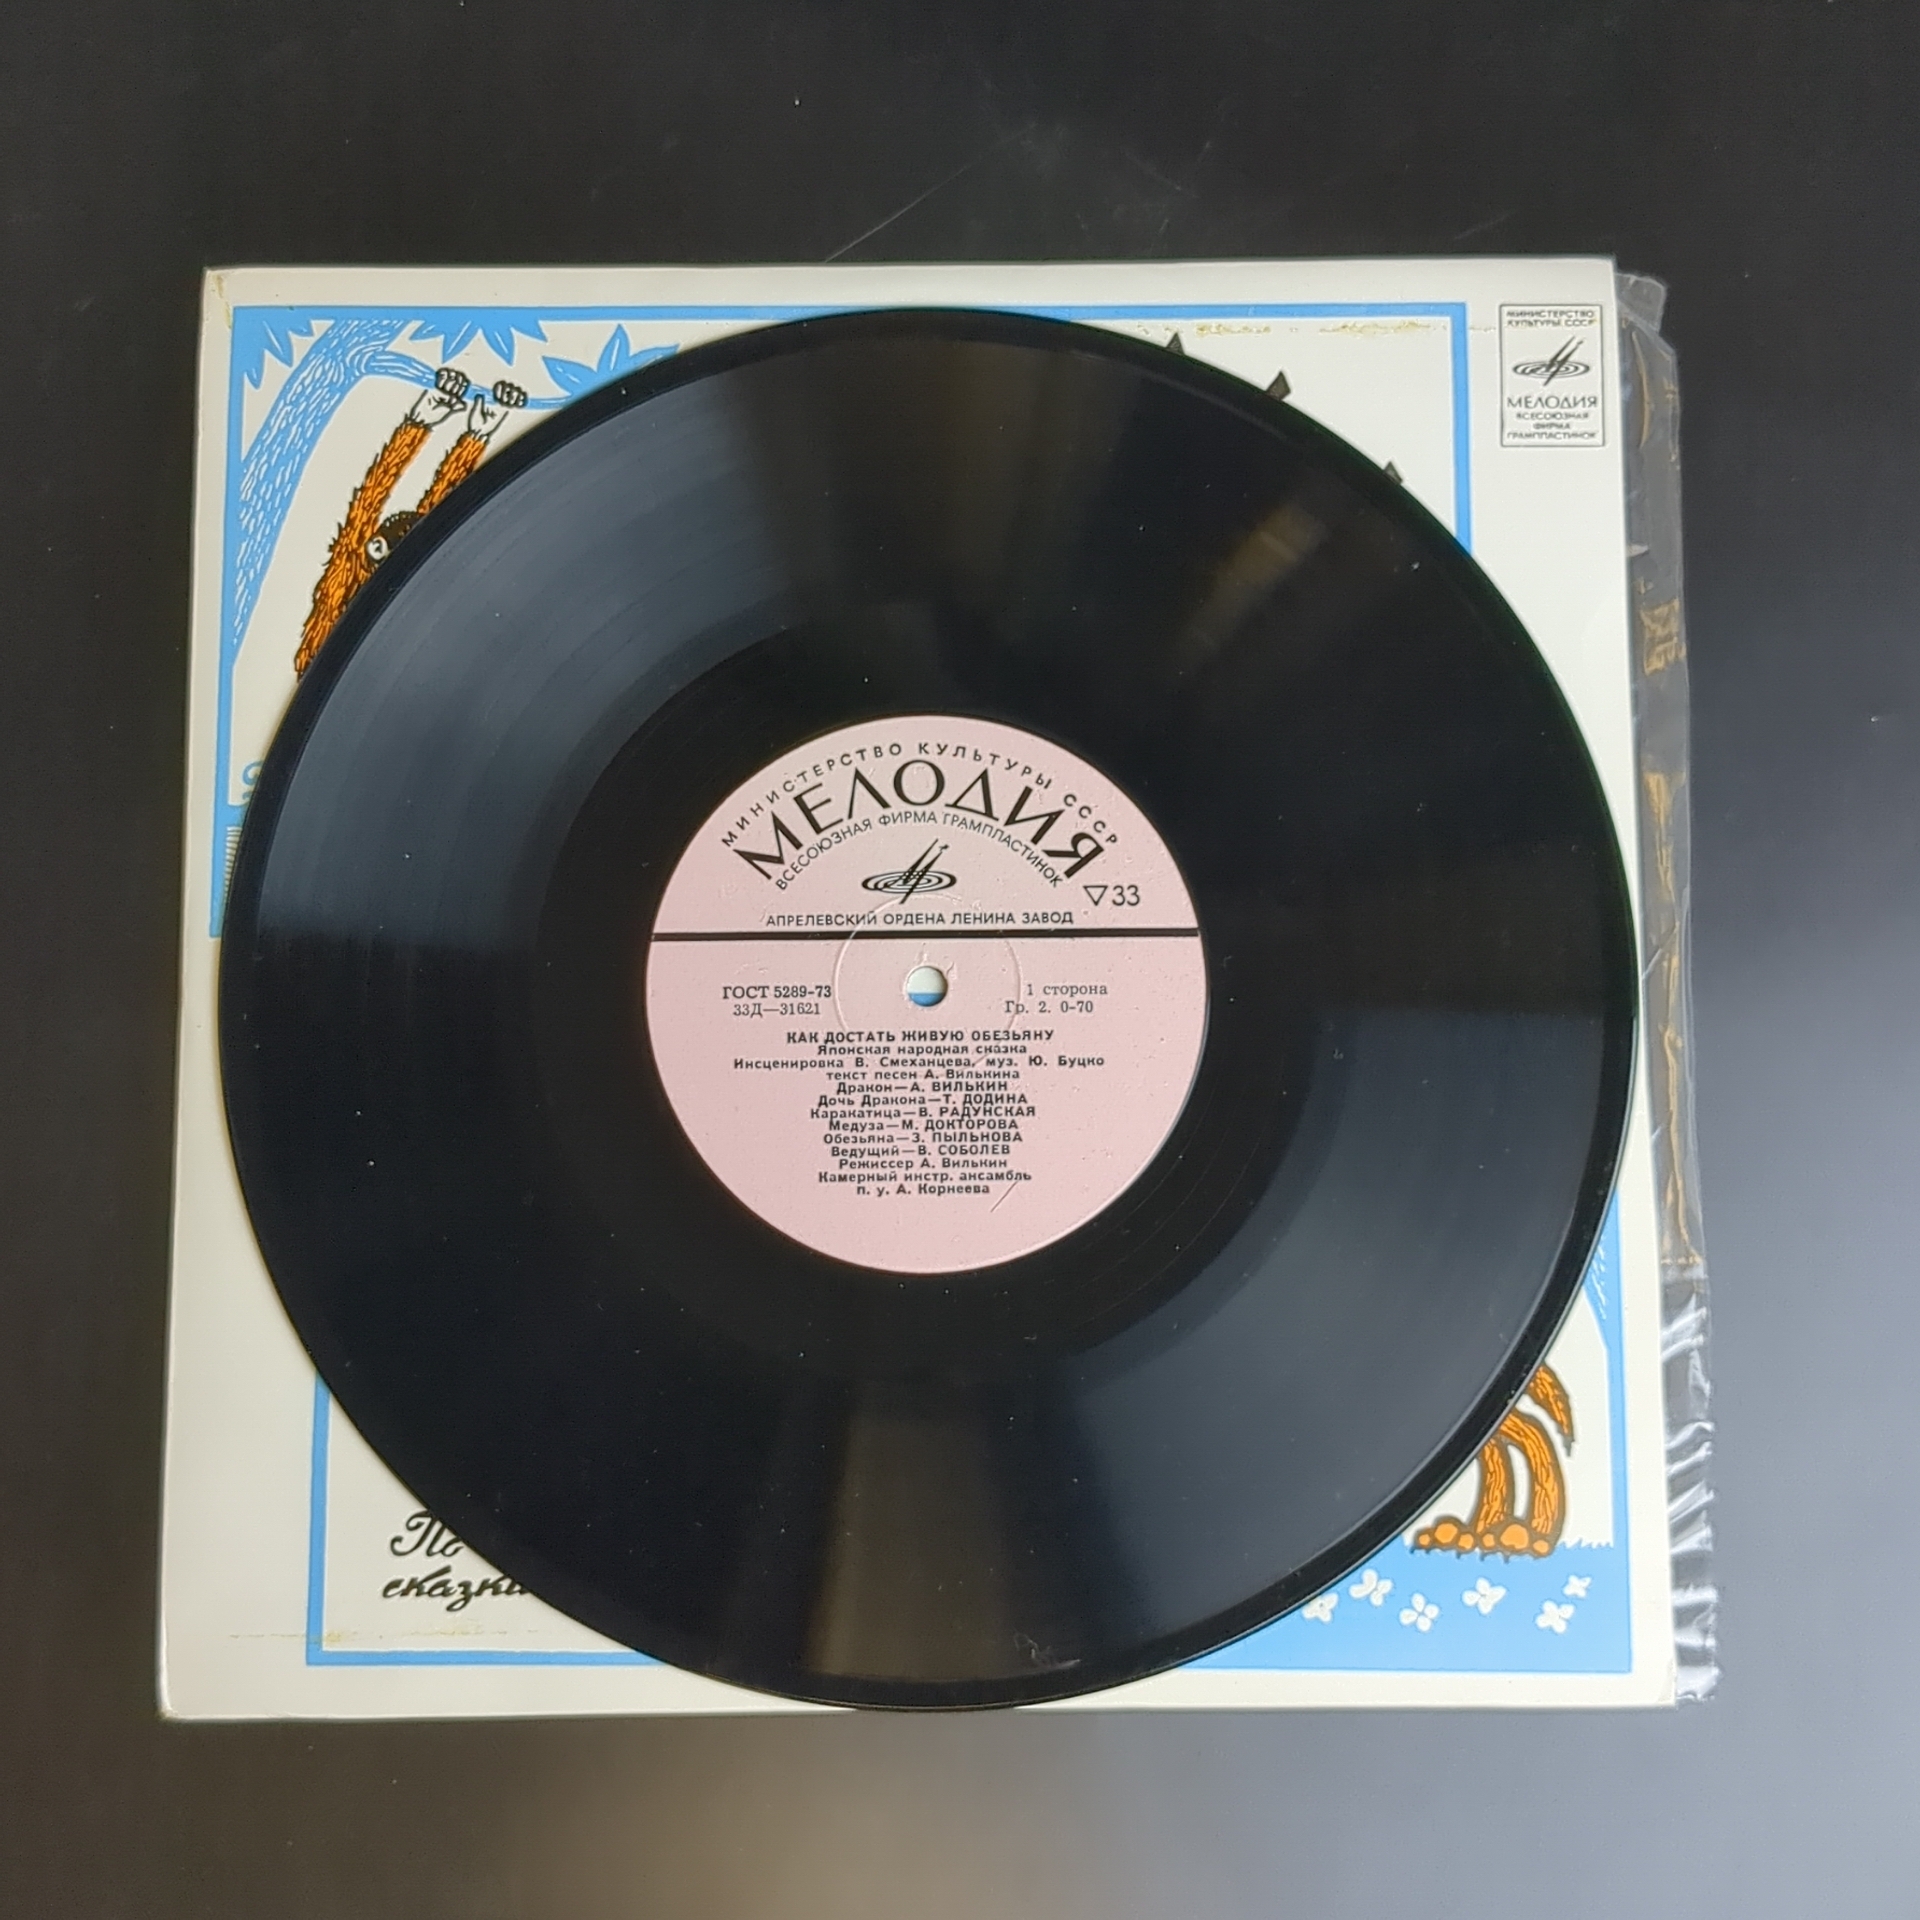 МИНИСТЕРСТВО
КУЛЬТУРЫ СССР
МЕЛОДИЯ
ВСЕСОЮЗНАЯ
ФИРМА
ГРАМПЛАСТИНОК
МИНИСТЕРСТВО КУЛЬТУРЫ СССР
МЕЛОДИЯ
ВСЕСОЮЗНАЯ ФИРМА ГРАМПЛАСТИНОК
33
АПРЕЛЕВСКИЙ ОРДЕНА ЛЕНИНА ЗАВОД
ГОСТ 5289-73 1 сторона
33Д—31621 Гр. 2. 0-70
КАК ДОСТАТЬ ЖИВУЮ ОБЕЗЬЯНУ
Японская народная сказка
Инсценировка В. Смеханцева, муз. Ю. Буцко
текст песен А. Вилькина
Дракон—А. ВИЛЬКИН
Дочь Дракона—Т. ДОДИНА
Каракатица—В. РАДУНСКАЯ
Медуза—М. ДОКТОРОВА
Обезьяна—З. ПЫЛЬНОВА
Ведущий—В. СОБОЛЕВ
Режиссер А. Вилькин
Камерный инстр. ансамбль
п. у. А. Корнеева